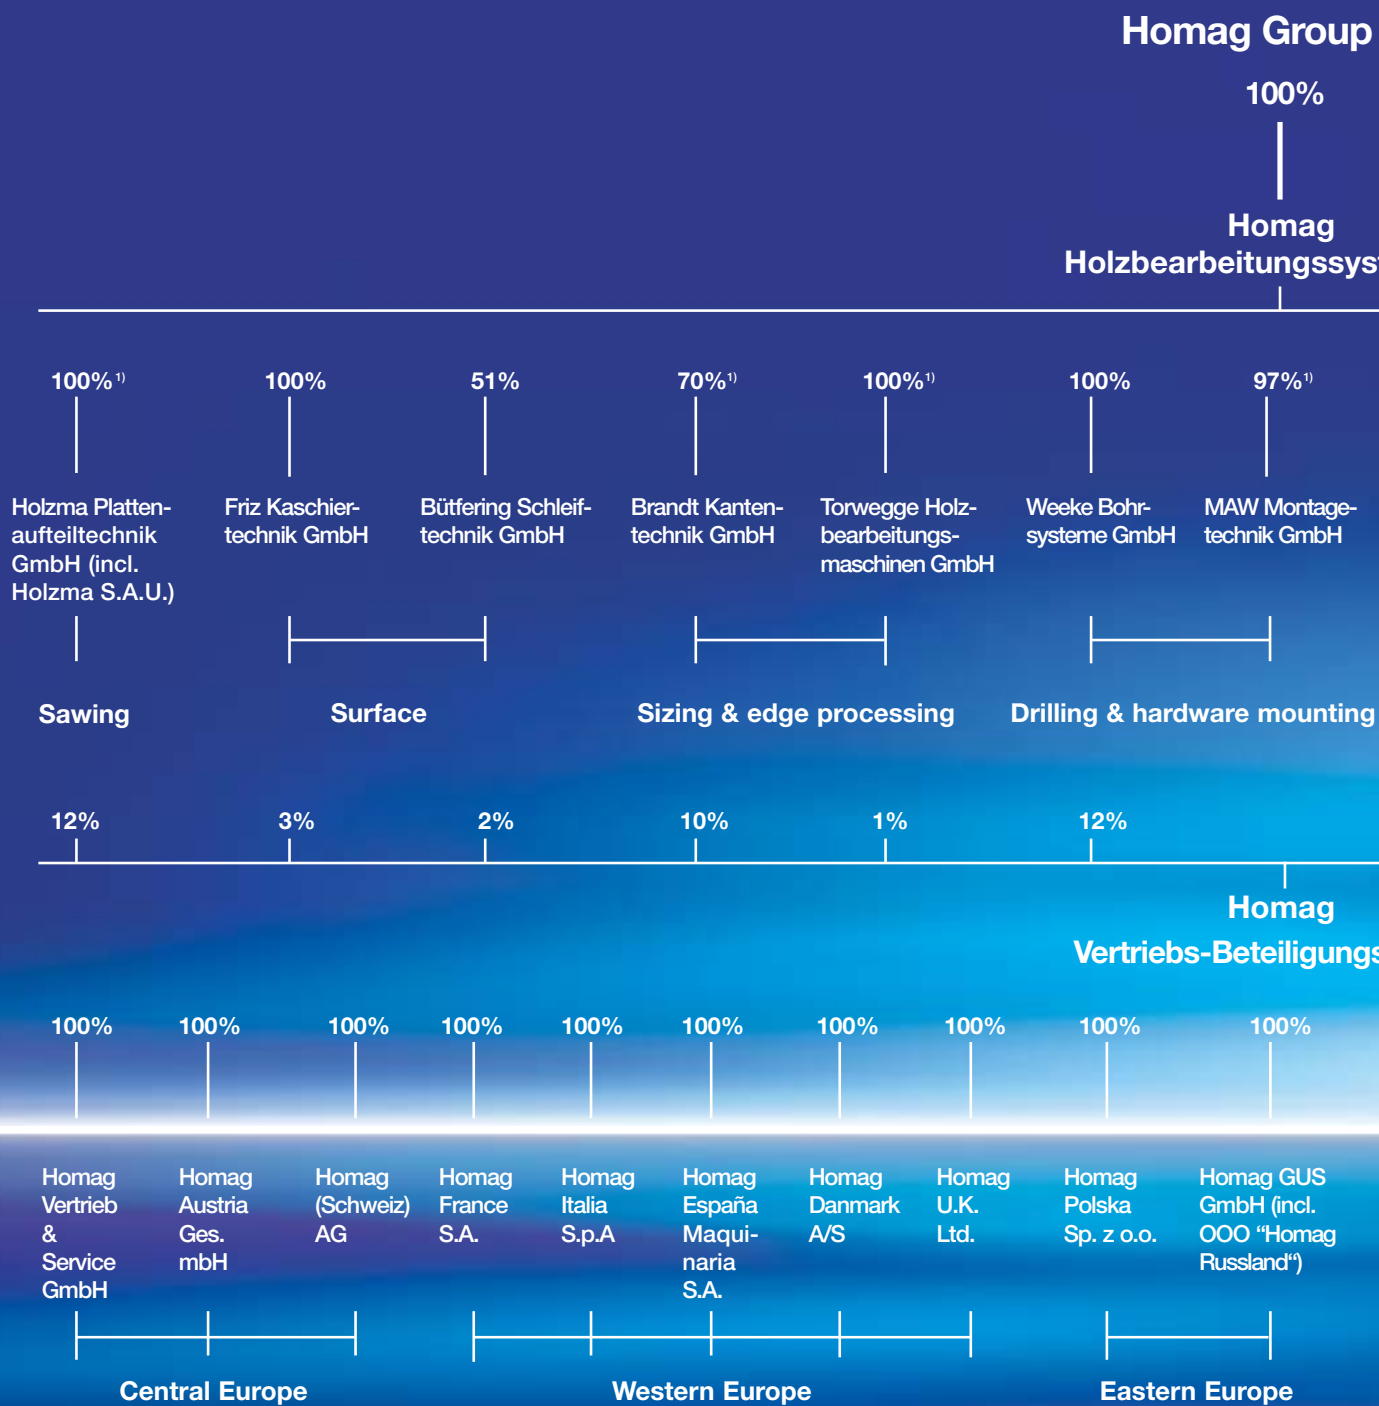 Homag Group
100%
Homag
Holzbearbeitungssyst
100% 1) 100% 51% 70% 1) 100% 1) 100% 97% 1)
Holzma Platten-
aufteiltechnik
GmbH (incl.
Holzma S.A.U.)
Friz Kaschier-
technik GmbH
Bütfering Schleif-
technik GmbH
Brandt Kanten-
technik GmbH
Torwegge Holz-
bearbeitungs-
maschinen GmbH
Weeke Bohr-
systeme GmbH
MAW Montage-
technik GmbH
Sawing Surface Sizing & edge processing Drilling & hardware mounting
12% 3% 2% 10% 1% 12%
Homag
Vertriebs-Beteiligungs
100% 100% 100% 100% 100% 100% 100% 100% 100% 100%
Homag
Vertrieb
&
Service
GmbH
Homag
Austria
Ges.
mbH
Homag
(Schweiz)
AG
Homag
France
S.A.
Homag
Italia
S.p.A
Homag
España
Maqui-
naria
S.A.
Homag
Danmark
A/S
Homag
U.K.
Ltd.
Homag
Polska
Sp. z o.o.
Homag GUS
GmbH (incl.
OOO “Homag
Russland“)
Central Europe Western Europe Eastern Europe